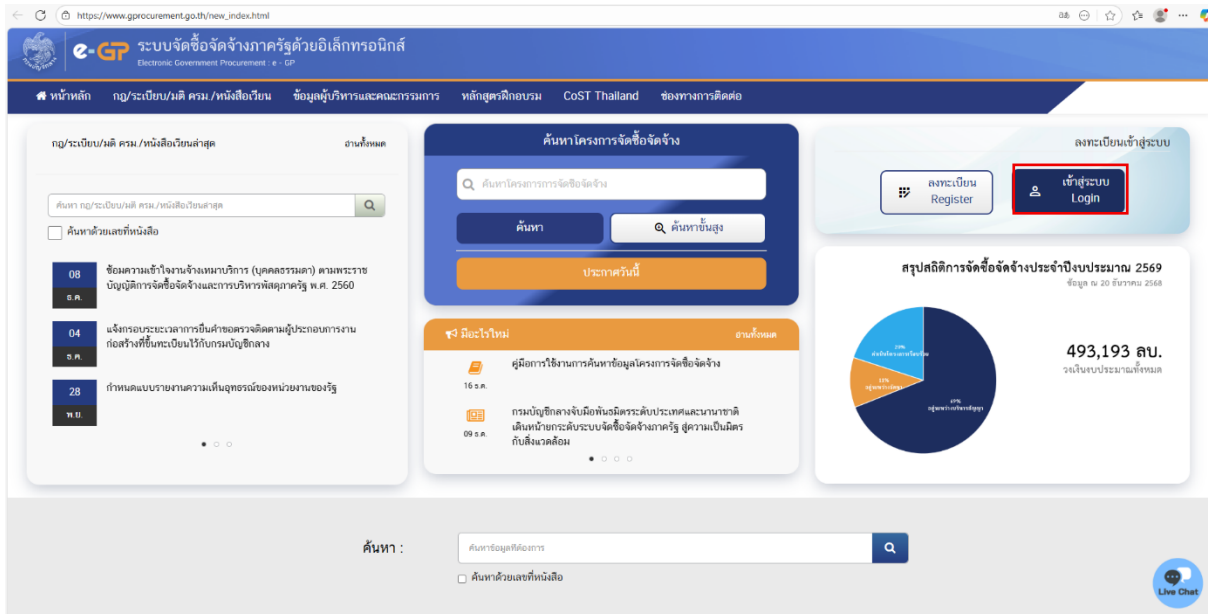 https://www.gprocurement.go.th/new_index.html
e-GP ระบบจัดซื้อจัดจ้างภาครัฐด้วยอิเล็กทรอนิกส์
Electronic Government Procurement : e - GP
หน้าหลัก กฎ/ระเบียบ/มติ ครม./หนังสือเวียน ข้อมูลผู้บริหารและคณะกรรมการ หลักสูตรฝึกอบรม CoST Thailand ช่องทางการติดต่อ
กฎ/ระเบียบ/มติ ครม./หนังสือเวียนล่าสุด อ่านทั้งหมด
ค้นหา กฎ/ระเบียบ/มติ ครม./หนังสือเวียนล่าสุด
ค้นหาด้วยเลขที่หนังสือ
08 ธ.ค.
ซ้อมความเข้าใจงานจ้างเหมาบริการ (บุคคลธรรมดา) ตามพระราช
บัญญัติการจัดซื้อจัดจ้างและการบริหารพัสดุภาครัฐ พ.ศ. 2560
04 ธ.ค.
แจ้งกรอบระยะเวลาการยื่นคำขอตรวจติดตามผู้ประกอบการงาน
ก่อสร้างที่ขึ้นทะเบียนไว้กับกรมบัญชีกลาง
28 พ.ย.
กำหนดแบบรายงานความเห็นอุทธรณ์ของหน่วยงานของรัฐ
ค้นหาโครงการจัดซื้อจัดจ้าง
ค้นหาโครงการการจัดซื้อจัดจ้าง
ค้นหา ค้นหาขั้นสูง
ประกาศวันนี้
มีอะไรใหม่ อ่านทั้งหมด
คู่มือการใช้งานการค้นหาข้อมูลโครงการจัดซื้อจัดจ้าง
16 ธ.ค.
กรมบัญชีกลางจับมือพันธมิตรระดับประเทศและนานาชาติ
เดินหน้ายกระดับระบบจัดซื้อจัดจ้างภาครัฐ สู่ความเป็นมิตร
กับสิ่งแวดล้อม
09 ธ.ค.
ลงทะเบียนเข้าสู่ระบบ
ลงทะเบียน
Register
เข้าสู่ระบบ
Login
สรุปสถิติการจัดซื้อจัดจ้างประจำปีงบประมาณ 2569
ข้อมูล ณ 20 ธันวาคม 2568
493,193 ลบ.
วงเงินงบประมาณทั้งหมด
ค้นหา :
ค้นหาข้อมูลที่ต้องการ
ค้นหาด้วยเลขที่หนังสือ
Live Chat